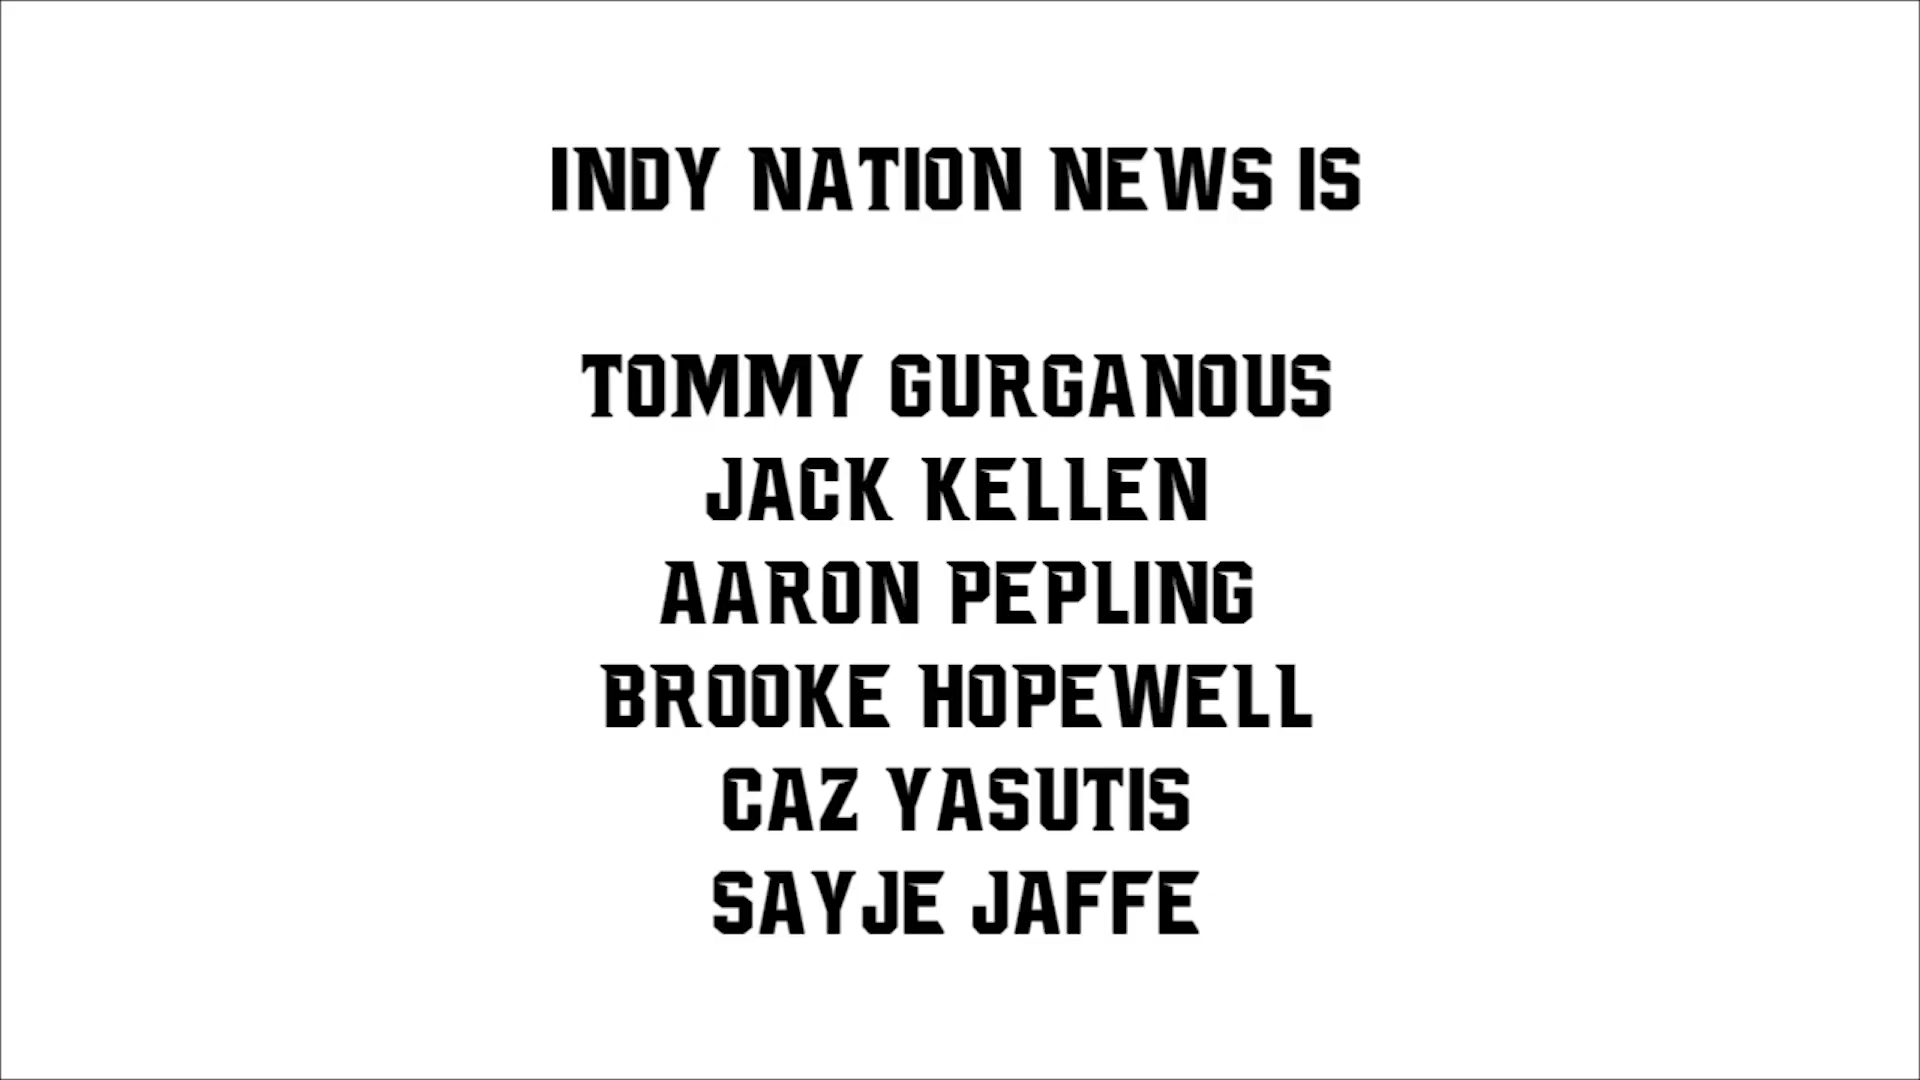 INDY NATION NEWS IS
TOMMY GURGANOUS
JACK KELLEN
AARON PEPLING
BROOKE HOPEWELL
CAZ YASUTIS
SAYJE JAFFE